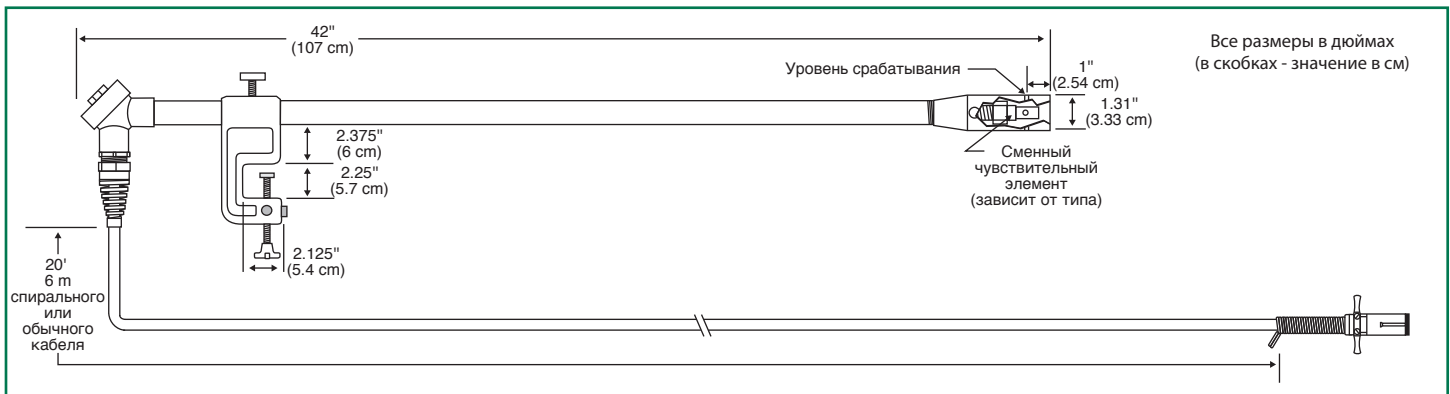 42"
(107 cm)
Все размеры в дюймах
(в скобках - значение в см)
Уровень срабатывания
1"
(2.54 cm)
1.31"
(3.33 cm)
2.375"
(6 cm)
2.25"
(5.7 cm)
Сменный
чувствительный
элемент
(зависит от типа)
2.125"
(5.4 cm)
20'
6 m
спирального
или
обычного
кабеля